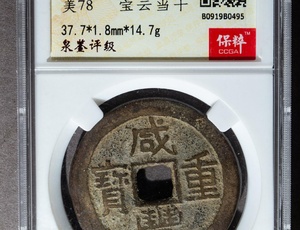 美78 宝云当十
B0919B0495
37.7*1.8mm*14.7g
泉鉴评级
保粹
CCGA
咸
寶 重
豐